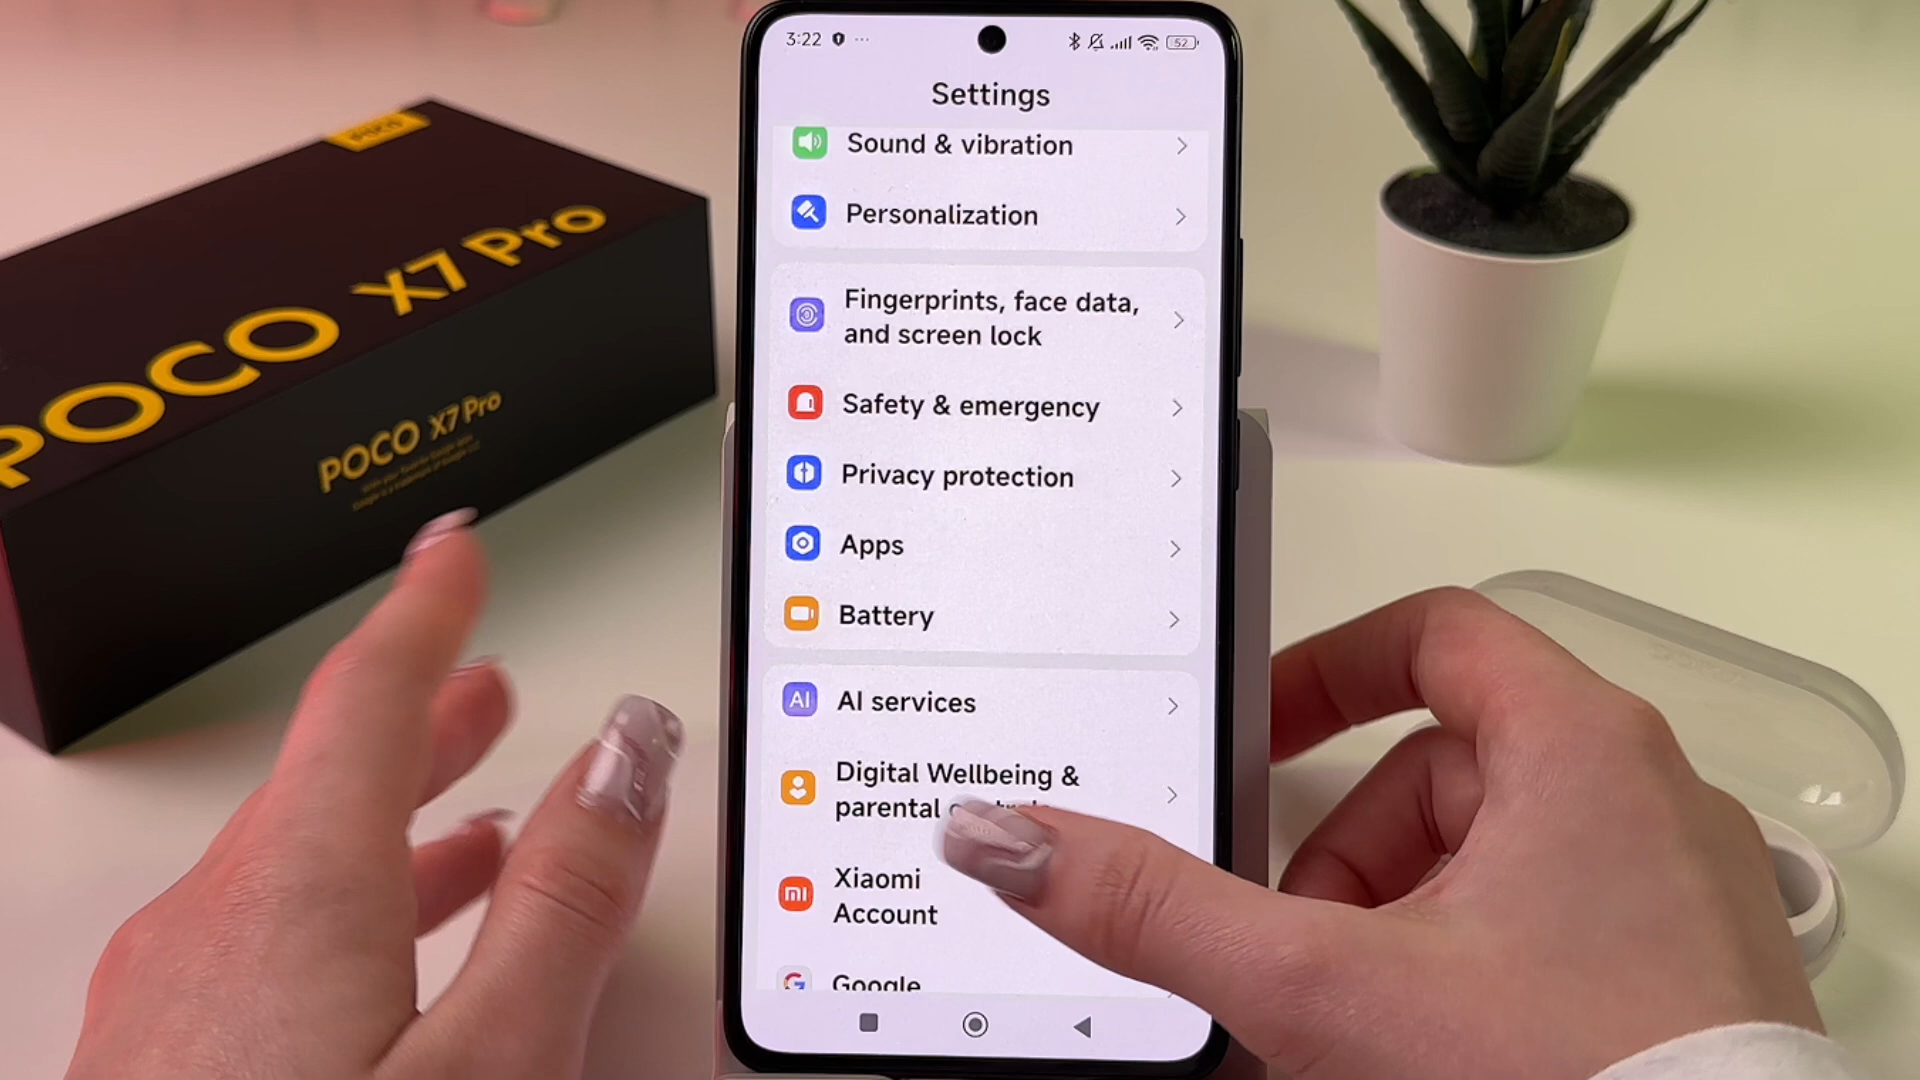 POCO X7 Pro
POCO X7 Pro
3:22
52
Settings
Sound & vibration
Personalization
Fingerprints, face data,
and screen lock
Safety & emergency
Privacy protection
Apps
Battery
AI
AI services
Digital Wellbeing &
parental
Xiaomi
Account
Google